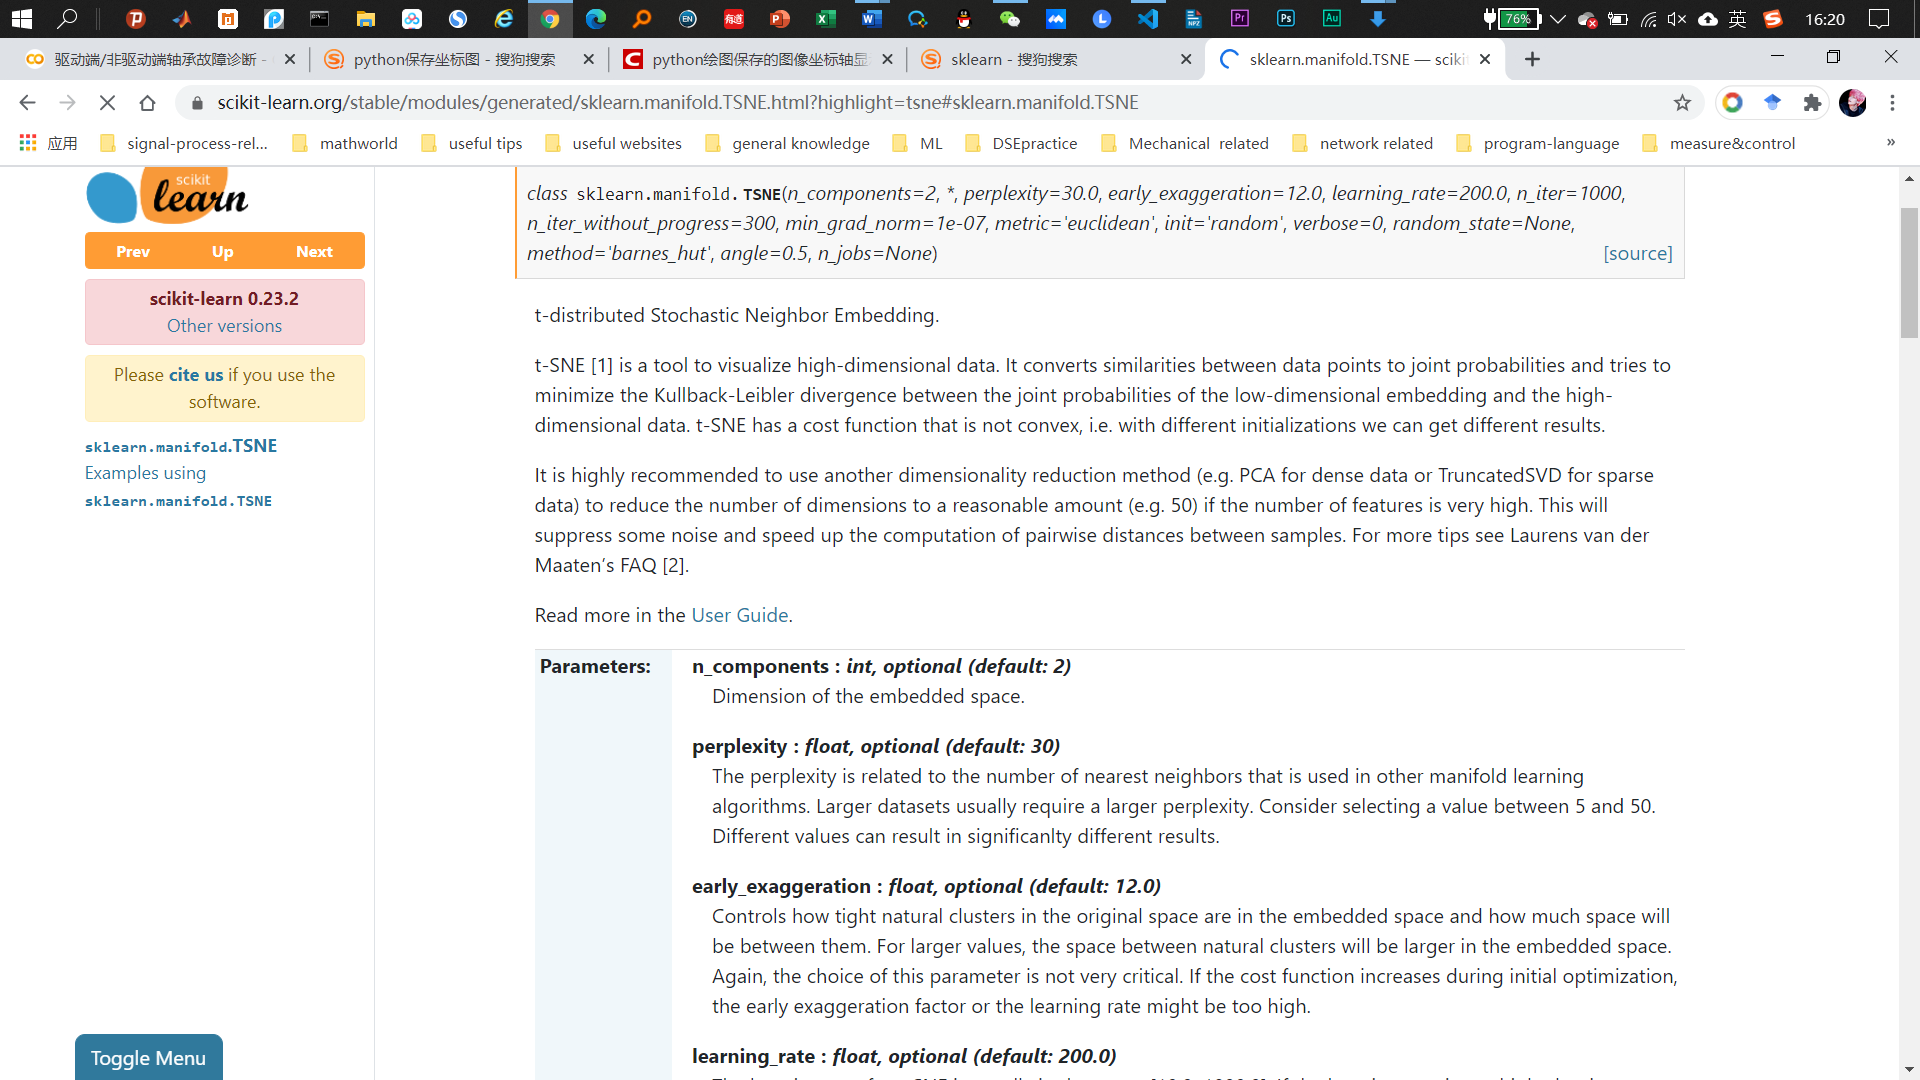 76%
英
16:20
驱动端/非驱动端轴承故障诊断 -
python保存坐标图 - 搜狗搜索
python绘图保存的图像坐标轴显
sklearn - 搜狗搜索
sklearn.manifold.TSNE — scikit
scikit-learn.org/stable/modules/generated/sklearn.manifold.TSNE.html?highlight=tsne#sklearn.manifold.TSNE
应用 signal-process-rel... mathworld useful tips useful websites general knowledge ML DSEpractice Mechanical related network related program-language measure&control »
scikit
learn
Prev Up Next
scikit-learn 0.23.2
Other versions
Please cite us if you use the
software.
sklearn.manifold.TSNE
Examples using
sklearn.manifold.TSNE
Toggle Menu
class sklearn.manifold.TSNE(n_components=2, *, perplexity=30.0, early_exaggeration=12.0, learning_rate=200.0, n_iter=1000,
n_iter_without_progress=300, min_grad_norm=1e-07, metric='euclidean', init='random', verbose=0, random_state=None,
method='barnes_hut', angle=0.5, n_jobs=None) [source]
t-distributed Stochastic Neighbor Embedding.
t-SNE [1] is a tool to visualize high-dimensional data. It converts similarities between data points to joint probabilities and tries to
minimize the Kullback-Leibler divergence between the joint probabilities of the low-dimensional embedding and the high-
dimensional data. t-SNE has a cost function that is not convex, i.e. with different initializations we can get different results.
It is highly recommended to use another dimensionality reduction method (e.g. PCA for dense data or TruncatedSVD for sparse
data) to reduce the number of dimensions to a reasonable amount (e.g. 50) if the number of features is very high. This will
suppress some noise and speed up the computation of pairwise distances between samples. For more tips see Laurens van der
Maaten’s FAQ [2].
Read more in the User Guide.
Parameters:
n_components : int, optional (default: 2)
Dimension of the embedded space.
perplexity : float, optional (default: 30)
The perplexity is related to the number of nearest neighbors that is used in other manifold learning
algorithms. Larger datasets usually require a larger perplexity. Consider selecting a value between 5 and 50.
Different values can result in significanlty different results.
early_exaggeration : float, optional (default: 12.0)
Controls how tight natural clusters in the original space are in the embedded space and how much space will
be between them. For larger values, the space between natural clusters will be larger in the embedded space.
Again, the choice of this parameter is not very critical. If the cost function increases during initial optimization,
the early exaggeration factor or the learning rate might be too high.
learning_rate : float, optional (default: 200.0)